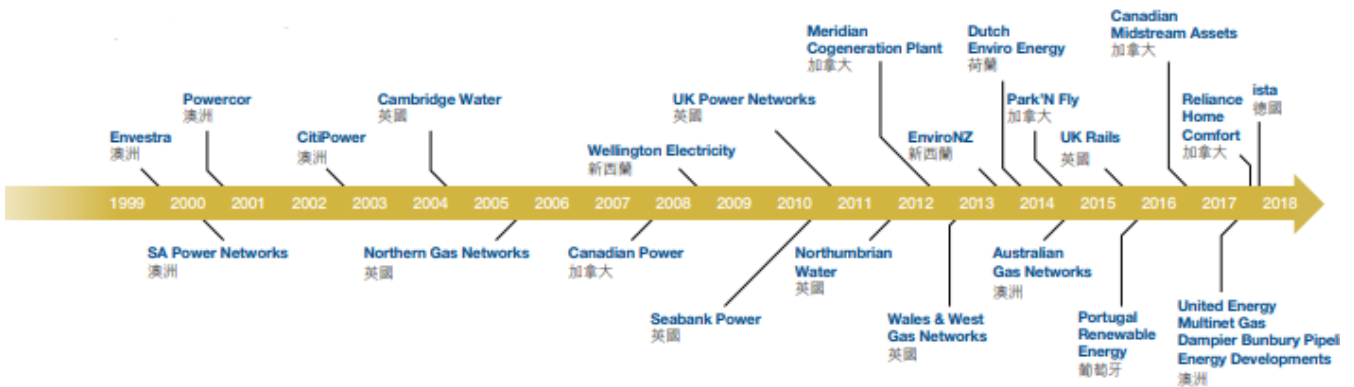 Meridian
Cogeneration Plant
加拿大
Dutch
Enviro Energy
荷蘭
Canadian
Midstream Assets
加拿大
Powercor
澳洲
Cambridge Water
英國
UK Power Networks
英國
Park'N Fly
加拿大
Reliance
Home
Comfort
加拿大
ista
德國
Envestra
澳洲
CitiPower
澳洲
Wellington Electricity
新西蘭
EnviroNZ
新西蘭
UK Rails
英國
1999 2000 2001 2002 2003 2004 2005 2006 2007 2008 2009 2010 2011 2012 2013 2014 2015 2016 2017 2018
SA Power Networks
澳洲
Northern Gas Networks
英國
Canadian Power
加拿大
Northumbrian
Water
英國
Australian
Gas Networks
澳洲
Seabank Power
英國
Wales & West
Gas Networks
英國
Portugal
Renewable
Energy
葡萄牙
United Energy
Multinet Gas
Dampier Bunbury Pipeli
Energy Developments
澳洲